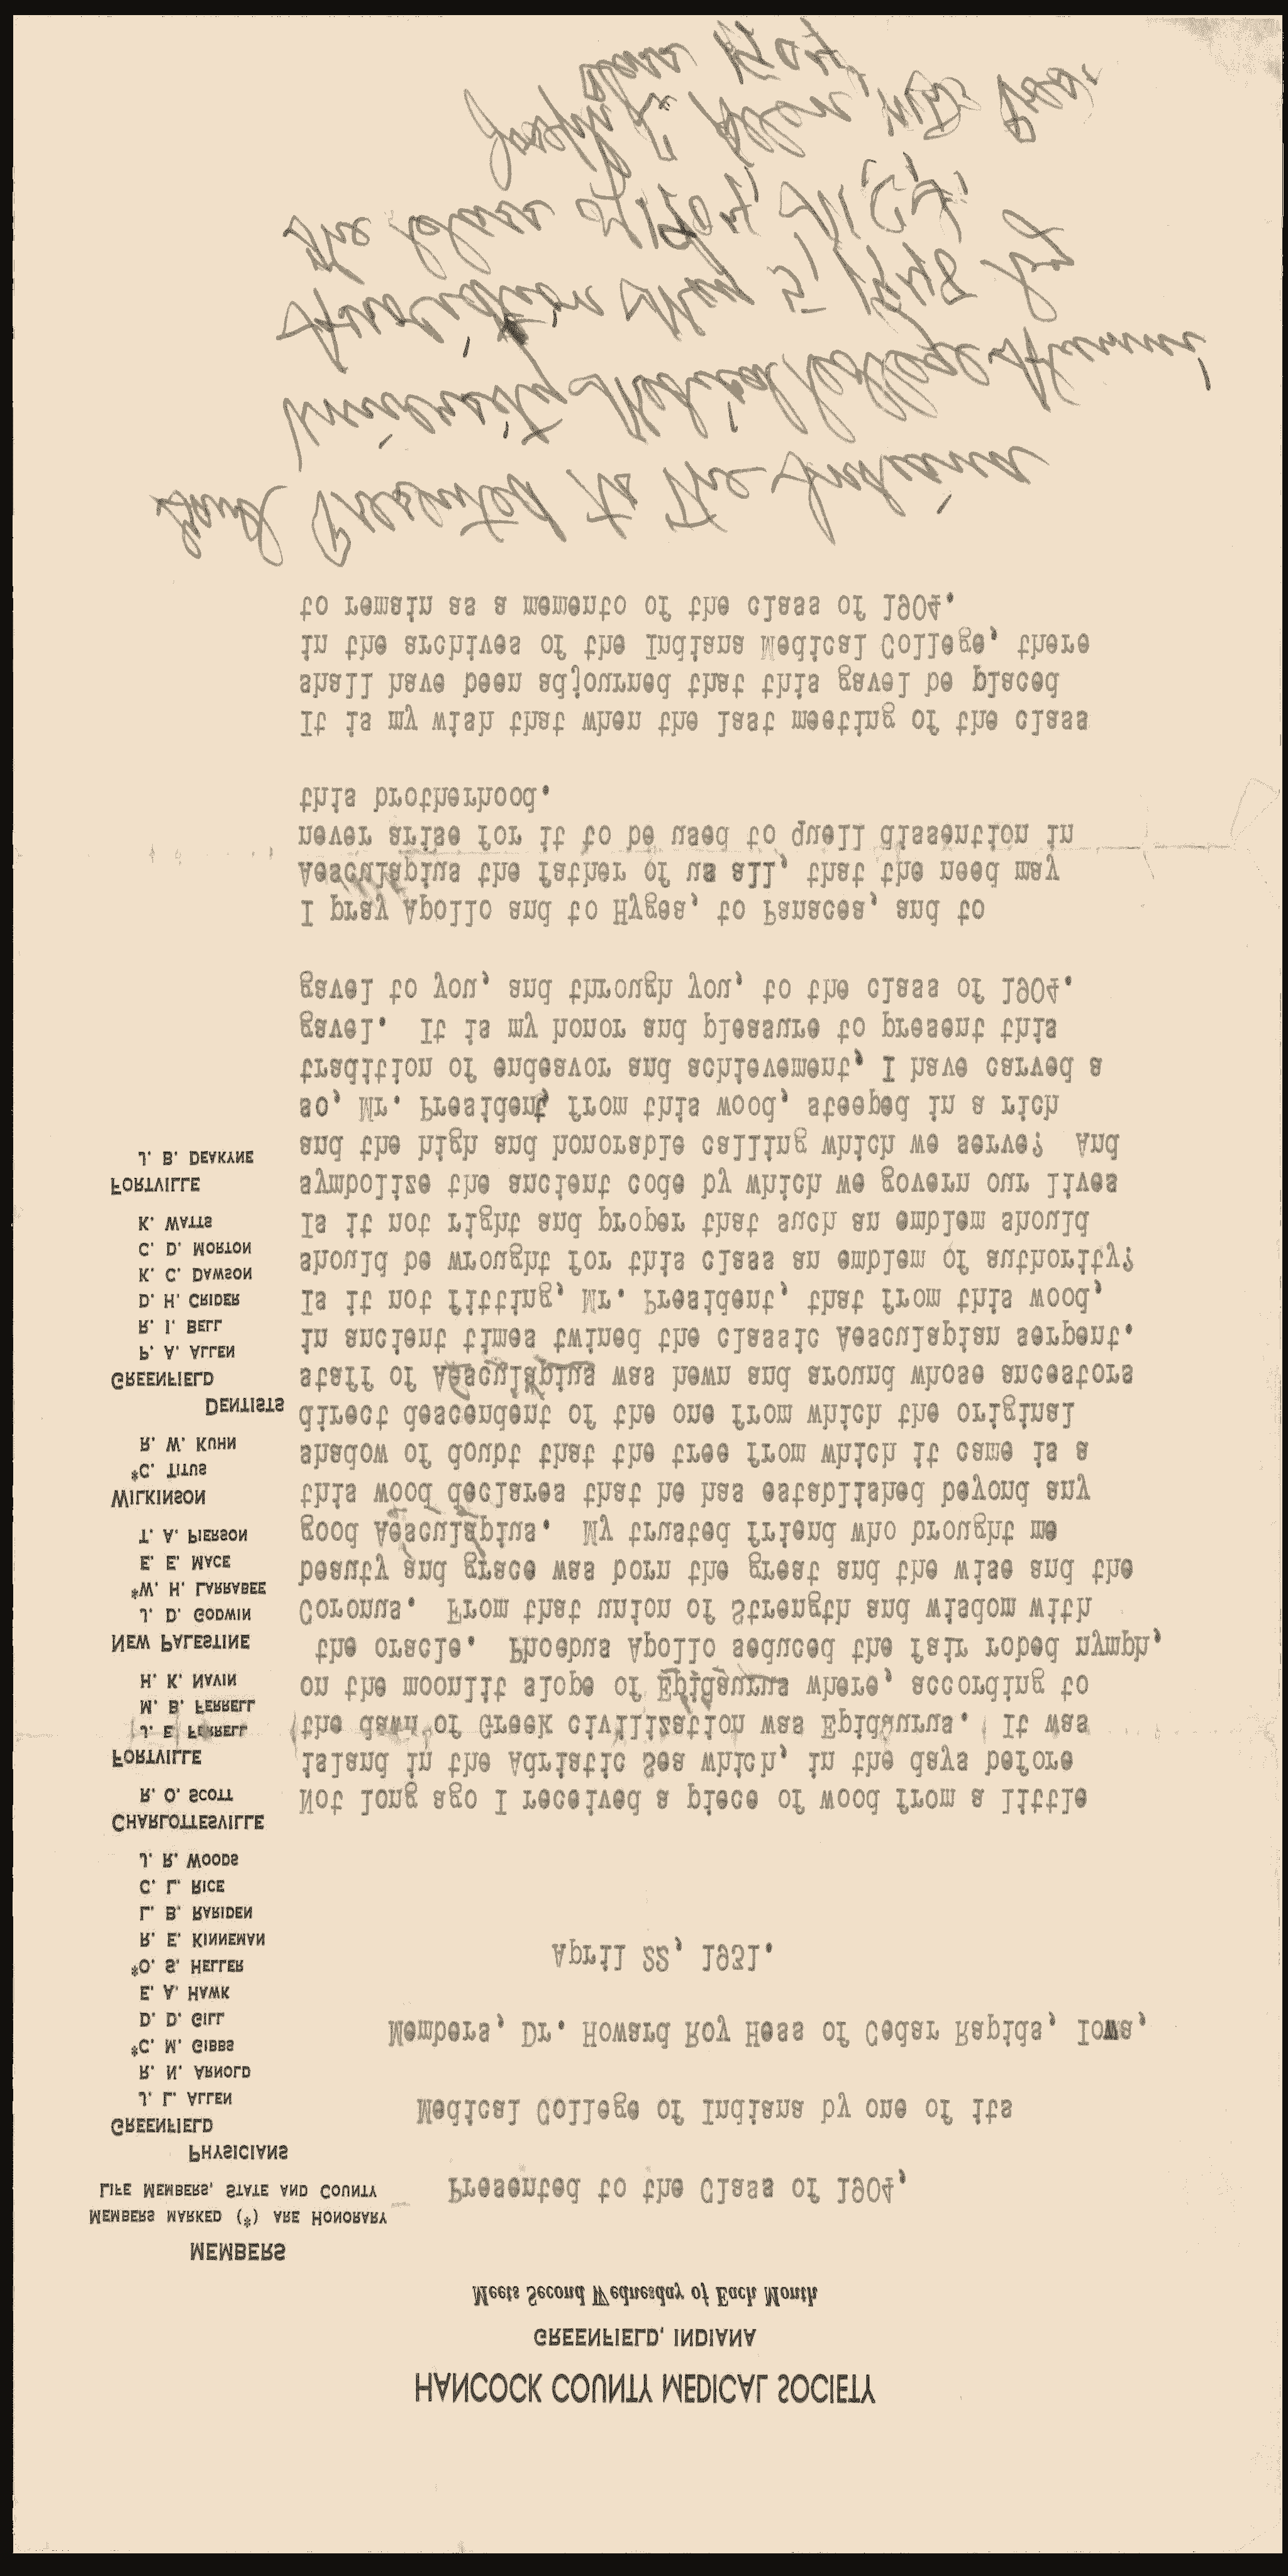 HANCOCK COUNTY MEDICAL SOCIETY
GREENFIELD, INDIANA
Meets Second Wednesday of Each Month
MEMBERS
MEMBERS MARKED (*) ARE HONORARY
LIFE MEMBERS, STATE AND COUNTY
PHYSICIANS
GREENFIELD
J. L. ALLEN
R. N. ARNOLD
*C. M. GIBBS
D. D. GILL
E. A. HAWK
*O. S. HELLER
R. E. KINNEMAN
L. B. RARIDEN
C. L. RICE
J. R. WOODS
CHARLOTTESVILLE
R. O. SCOTT
FORTVILLE
J. E. FERRELL
M. B. FERRELL
H. K. NAVIN
NEW PALESTINE
J. D. GODWIN
*W. H. LARRABEE
E. E. MACE
T. A. PIERSON
WILKINSON
*C. TITUS
R. W. KUHN
DENTISTS
GREENFIELD
P. A. ALLEN
R. I. BELL
D. H. CRIDER
K. C. DAWSON
C. D. MORTON
K. WATTS
FORTVILLE
J. B. DEAKYNE
Presented to the Class of 1904,
Medical College of Indiana by one of its
Members, Dr. Howard Roy Hess of Cedar Rapids, Iowa,
April 22, 1931.
Not long ago I received a piece of wood from a little
island in the Adriatic Sea which, in the days before
the dawn of Greek civilization was Epidaurus. It was
on the moonlit slope of Epidaurus where, according to
the oracle. Phoebus Apollo seduced the fair robed nymph,
Coronus. From that union of Strength and wisdom with
beauty and grace was born the great and the wise and the
good Aesculapius. My trusted friend who brought me
this wood declares that he has established beyond any
shadow of doubt that the tree from which it came is a
direct descendent of the one from which the original
staff of Aesculapius was hewn and around whose ancestors
in ancient times twined the classic Aesculapian serpent.
Is it not fitting, Mr. President, that from this wood,
should be wrought for this class an emblem of authority?
Is it not right and proper that such an emblem should
symbolize the ancient code by which we govern our lives
and the high and honorable calling which we serve? And
so, Mr. President, from this wood, steeped in a rich
tradition of endeavor and achievement, I have carved a
gavel. It is my honor and pleasure to present this
gavel to you, and through you, to the class of 1904.
I pray Apollo and to Hygea, to Panacea, and to
Aesculapius the father of us all, that the need may
never arise for it to be used to quell dissention in
this brotherhood.
It is my wish that when the last meeting of the class
shall have been adjourned that this gavel be placed
in the archives of the Indiana Medical College, there
to remain as a memento of the class of 1904.
Gavel Presented to The Indiana
University Medical College Alumni
Association May 5, 1948 by
The Class of 1904, M.C.I.
Joseph L. Allen, M.D. Pres.
Class 1904